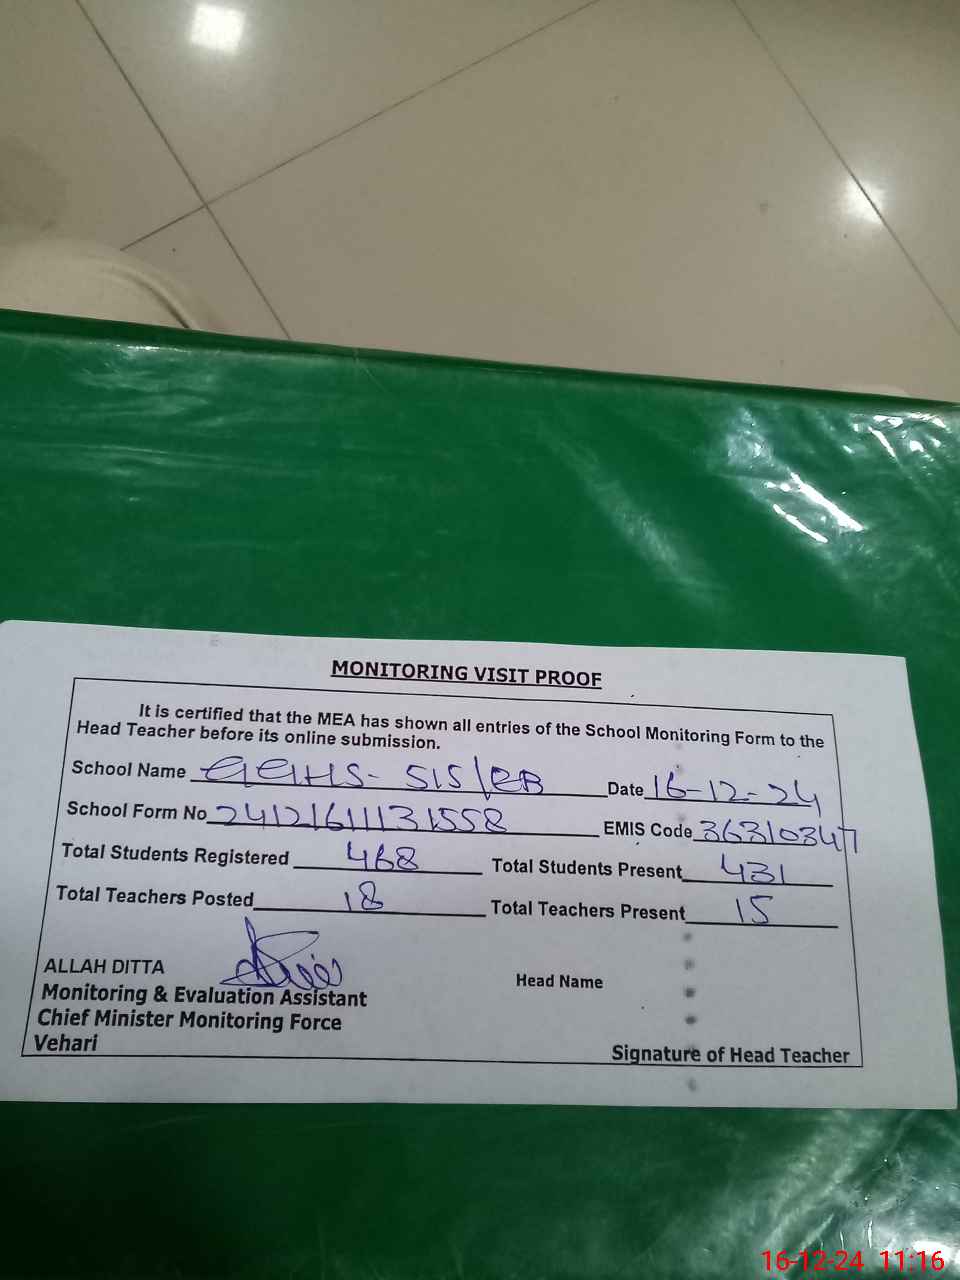 MONITORING VISIT PROOF
It is certified that the MEA has shown all entries of the School Monitoring Form to the
Head Teacher before its online submission.
School Name GGHS- 515/EB Date 16-12-24
School Form No 24121611131558 EMIS Code 36310347
Total Students Registered 468 Total Students Present 431
Total Teachers Posted 18 Total Teachers Present 15
ALLAH DITTA Head Name
Monitoring & Evaluation Assistant
Chief Minister Monitoring Force
Vehari Signature of Head Teacher
16-12-24 11:16